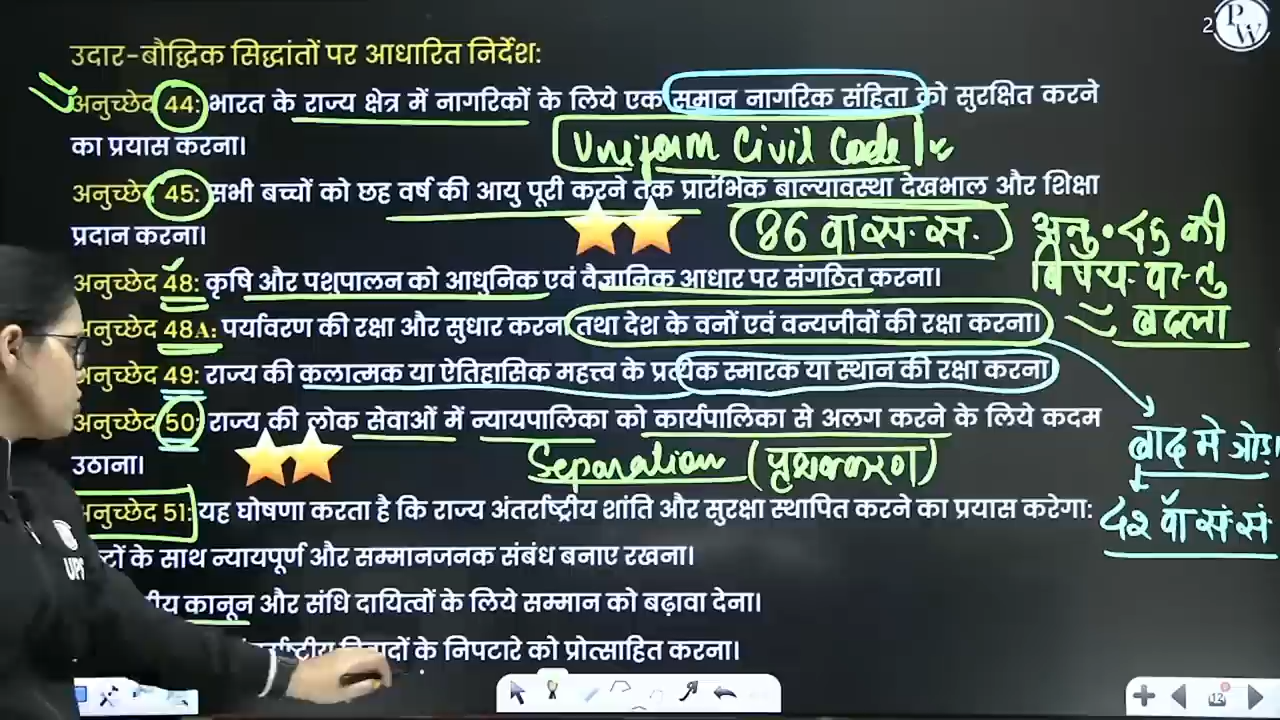 उदार-बौद्धिक सिद्धांतों पर आधारित निर्देश:
अनुच्छेद 44: भारत के राज्य क्षेत्र में नागरिकों के लिये एक समान नागरिक संहिता को सुरक्षित करने
का प्रयास करना।
Uniform Civil Code
अनुच्छेद 45: सभी बच्चों को छह वर्ष की आयु पूरी करने तक प्रारंभिक बाल्यावस्था देखभाल और शिक्षा
प्रदान करना।
86 वा स. स.
अनु. 45 की
विषय वस्तु
बदला
अनुच्छेद 48: कृषि और पशुपालन को आधुनिक एवं वैज्ञानिक आधार पर संगठित करना।
अनुच्छेद 48A: पर्यावरण की रक्षा और सुधार करना तथा देश के वनों एवं वन्यजीवों की रक्षा करना।
अनुच्छेद 49: राज्य की कलात्मक या ऐतिहासिक महत्त्व के प्रत्येक स्मारक या स्थान की रक्षा करना
अनुच्छेद 50: राज्य की लोक सेवाओं में न्यायपालिका को कार्यपालिका से अलग करने के लिये कदम
उठाना।
Separation (पृथक्करण)
बाद मे जोड़ा
42 वा स. सं
अनुच्छेद 51: यह घोषणा करता है कि राज्य अंतर्राष्ट्रीय शांति और सुरक्षा स्थापित करने का प्रयास करेगा:
के साथ न्यायपूर्ण और सम्मानजनक संबंध बनाए रखना।
कानून और संधि दायित्वों के लिये सम्मान को बढ़ावा देना।
के निपटारे को प्रोत्साहित करना।
PW
2
UPS
12